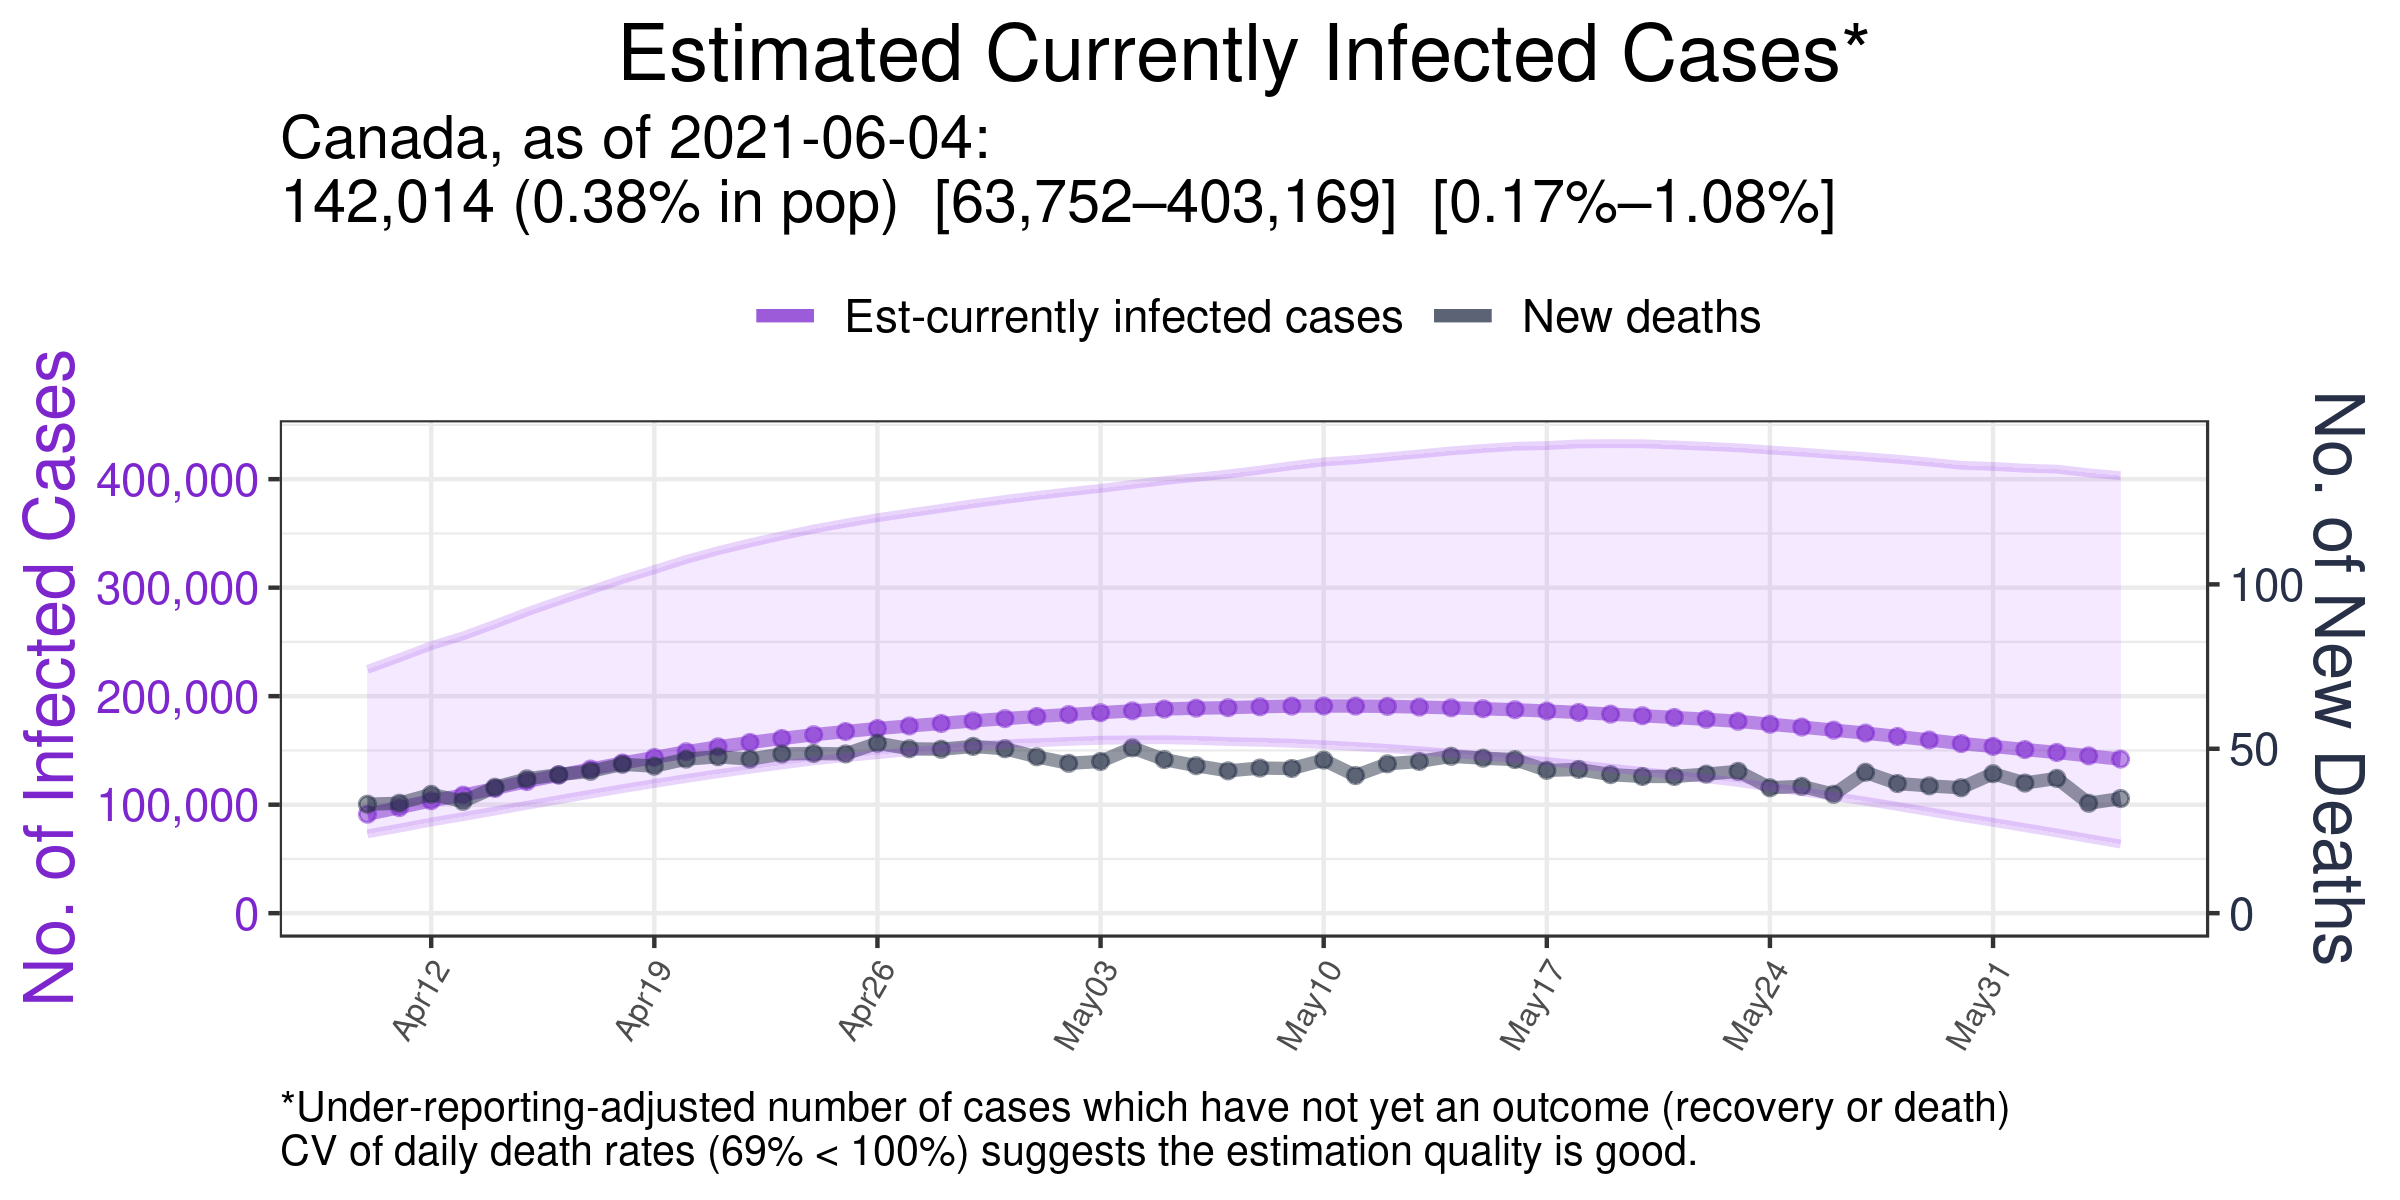 Estimated Currently Infected Cases*
Canada, as of 2021-06-04:
142,014 (0.38% in pop)  [63,752–403,169]  [0.17%–1.08%]
Est-currently infected cases
New deaths
No. of Infected Cases
400,000
300,000
200,000
100,000
0
100
50
0
No. of New Deaths
Apr12
Apr19
Apr26
May03
May10
May17
May24
May31
*Under-reporting-adjusted number of cases which have not yet an outcome (recovery or death)
CV of daily death rates (69% < 100%) suggests the estimation quality is good.